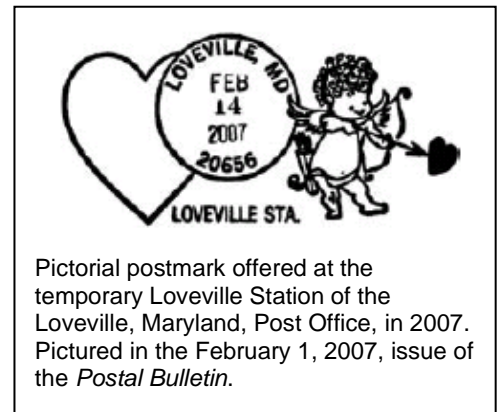 LOVEVILLE, MD
FEB
14
2007
20656
LOVEVILLE STA.
Pictorial postmark offered at the
temporary Loveville Station of the
Loveville, Maryland, Post Office, in 2007.
Pictured in the February 1, 2007, issue of
the Postal Bulletin.